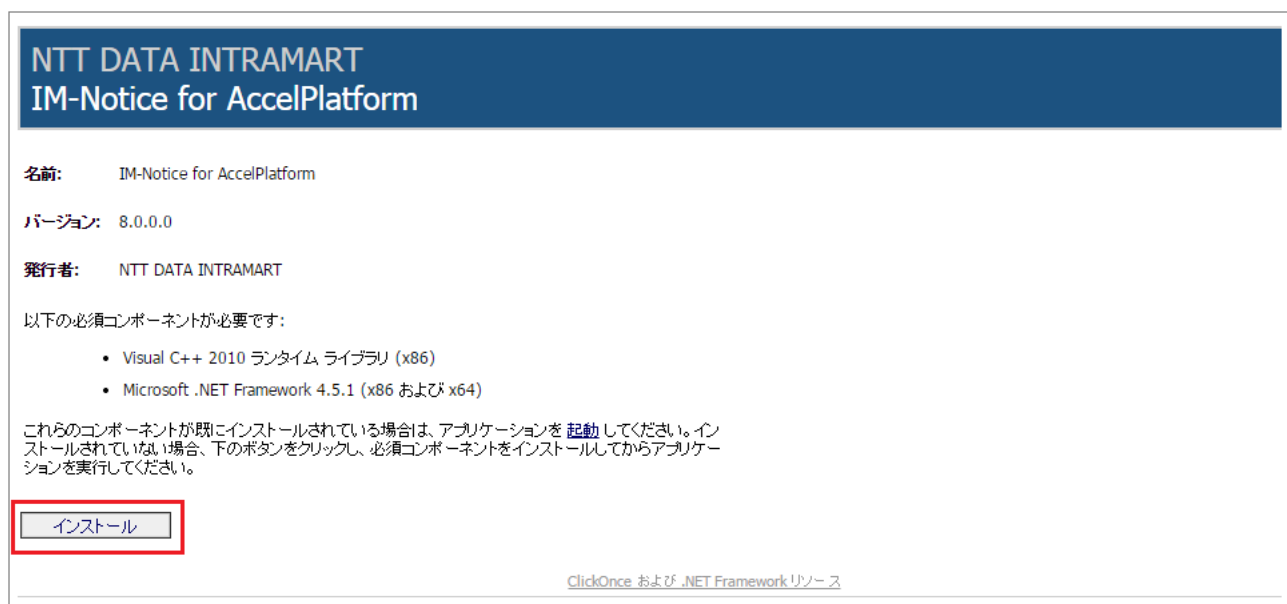 NTT DATA INTRAMART
IM-Notice for AccelPlatform
名前: IM-Notice for AccelPlatform
バージョン: 8.0.0.0
発行者: NTT DATA INTRAMART
以下の必須コンポーネントが必要です:
• Visual C++ 2010 ランタイム ライブラリ (x86)
• Microsoft .NET Framework 4.5.1 (x86 および x64)
これらのコンポーネントが既にインストールされている場合は、アプリケーションを 起動 してください。イン
ストールされていない場合、下のボタンをクリックし、必須コンポーネントをインストールしてからアプリケー
ションを実行してください。
インストール
ClickOnce および .NET Framework リソース